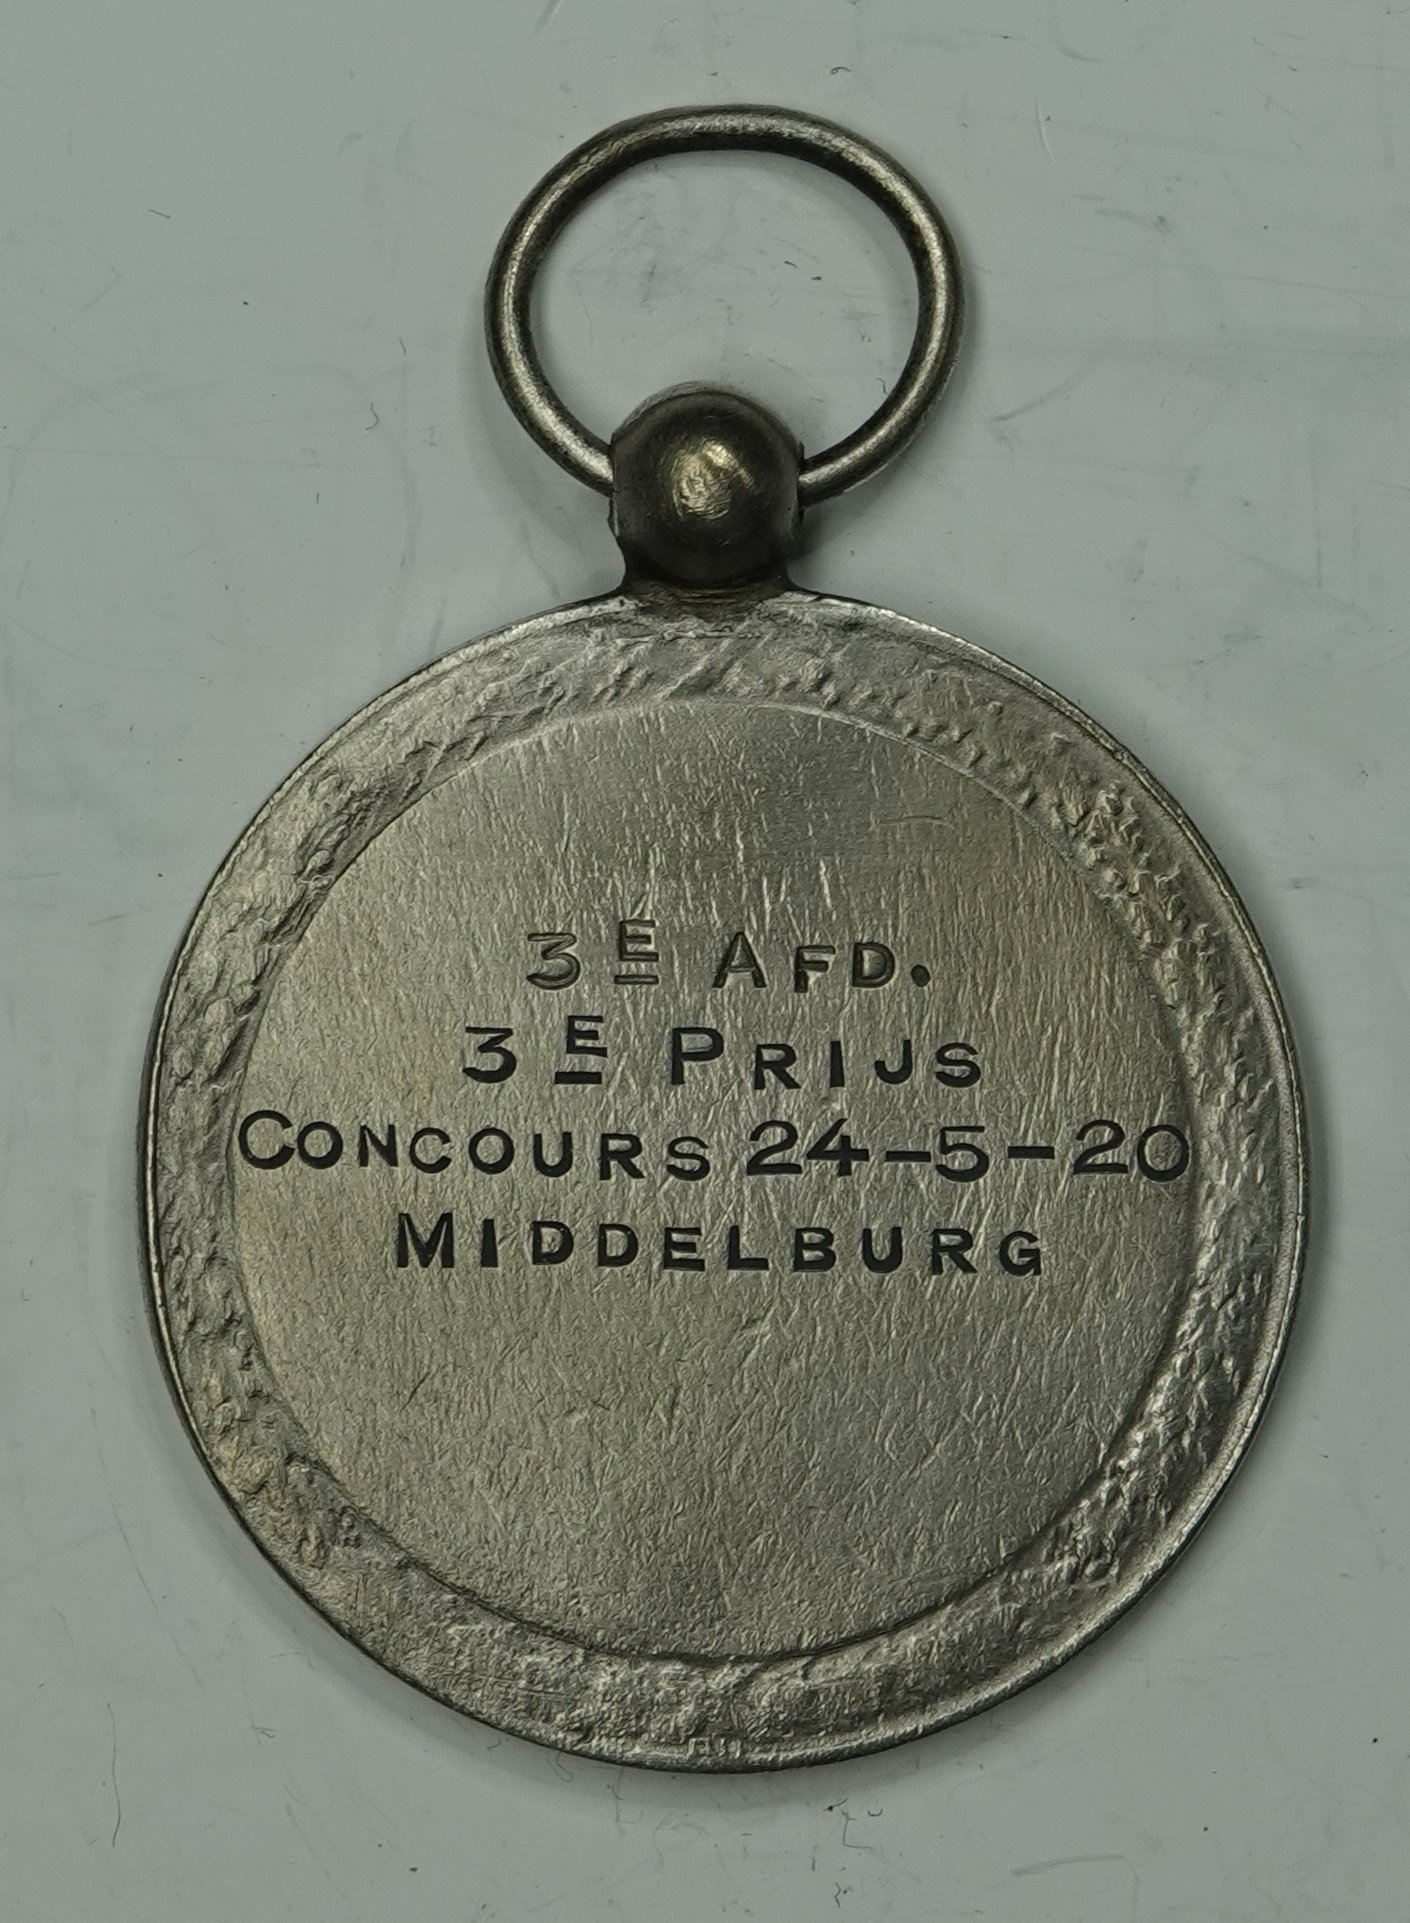 3E AFD.
3E PRIJS
CONCOURS 24-5-20
MIDDELBURG